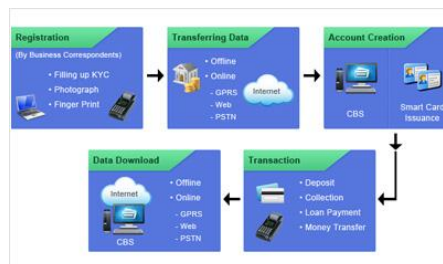 Registration
(By Business Correspondents)
• Filling up KYC
• Photograph
• Finger Print
Transferring Data
• Offline
• Online
- GPRS
- Web
- PSTN
Internet
Account Creation
CBS
Smart Card
Issuance
Data Download
Internet
CBS
• Offline
• Online
- GPRS
- Web
- PSTN
Transaction
• Deposit
• Collection
• Loan Payment
• Money Transfer